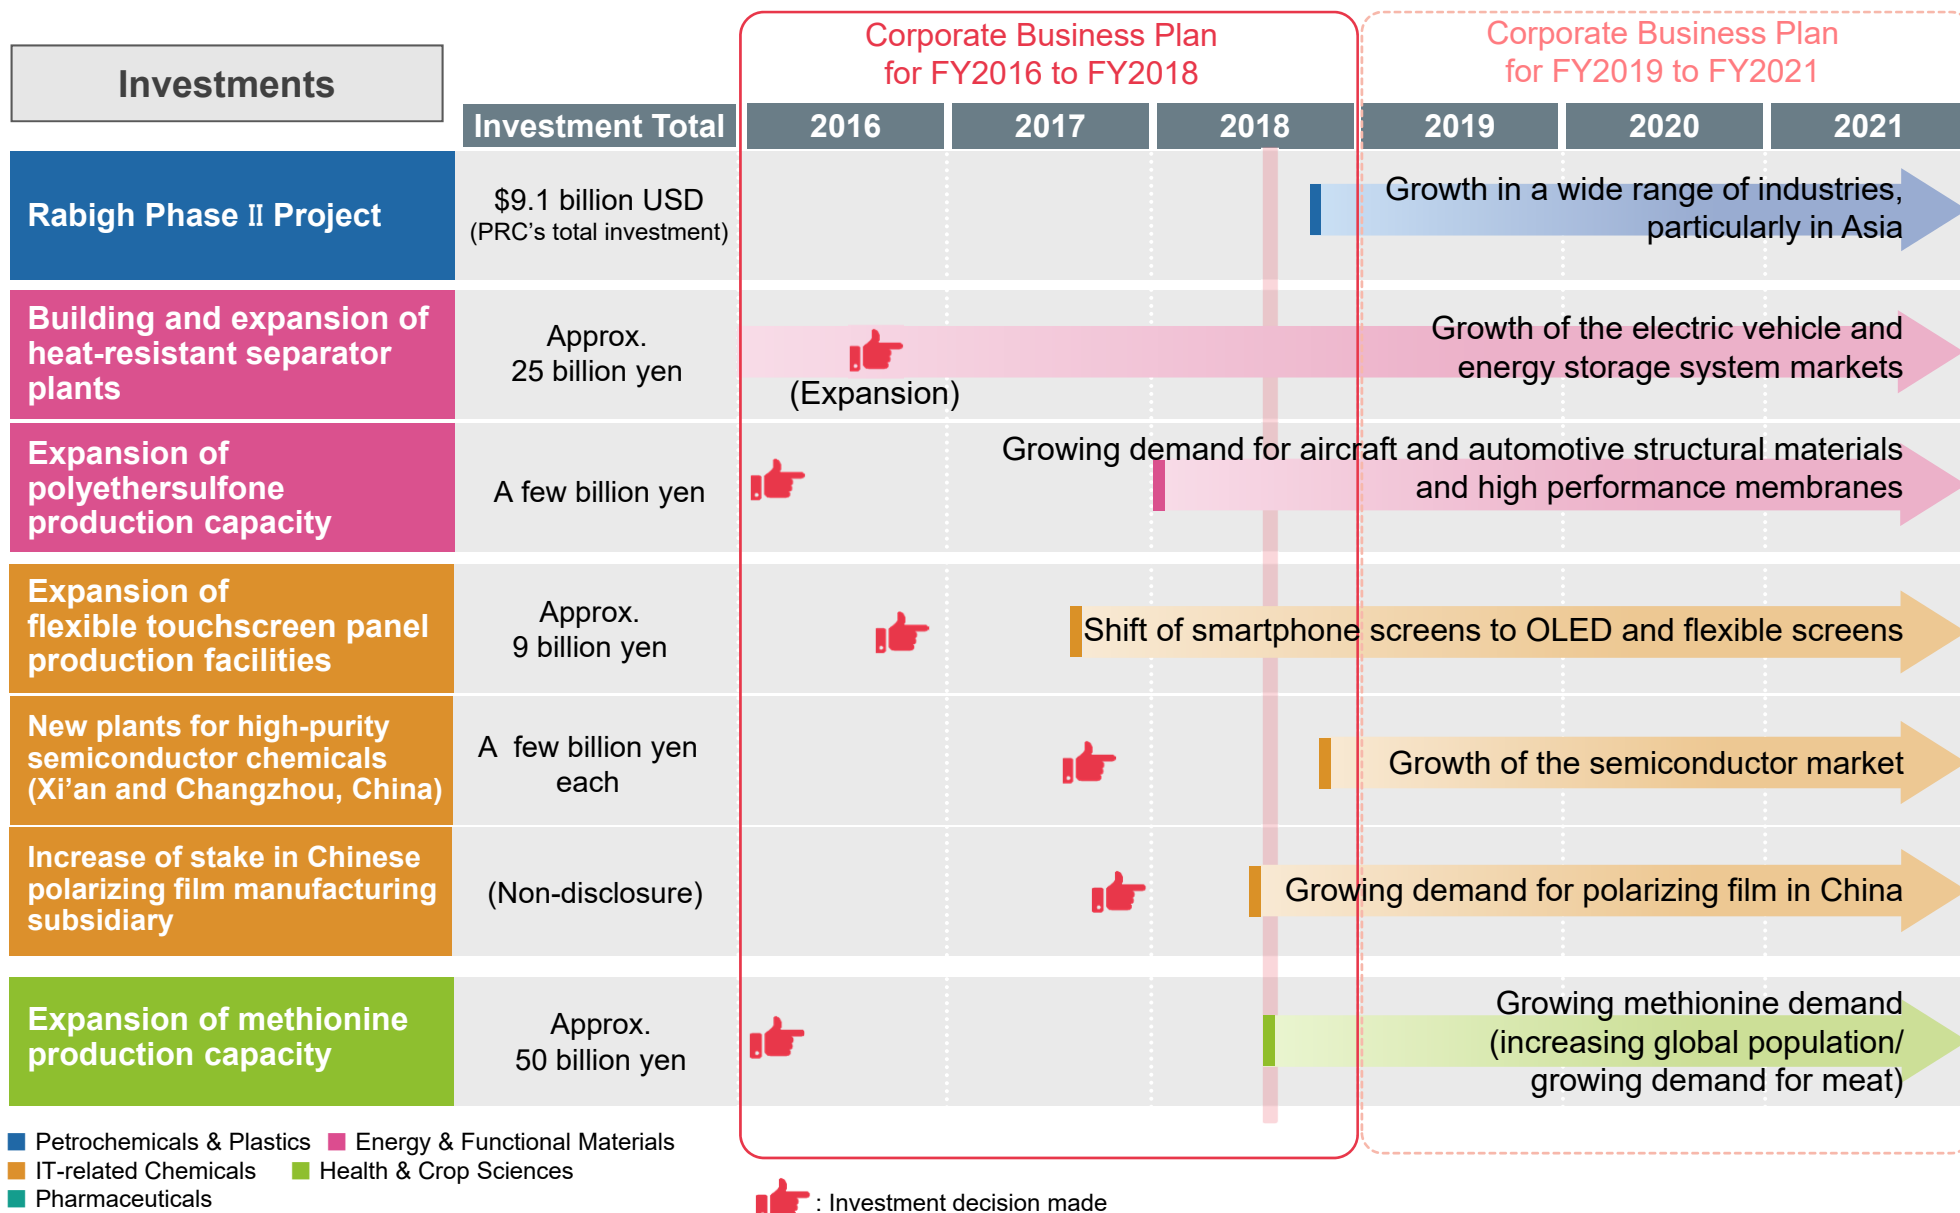 Investments
Corporate Business Plan
for FY2016 to FY2018
Corporate Business Plan
for FY2019 to FY2021
Investment Total
2016
2017
2018
2019
2020
2021
Rabigh Phase Ⅱ Project
$9.1 billion USD
(PRC’s total investment)
Growth in a wide range of industries,
particularly in Asia
Building and expansion of
heat-resistant separator
plants
Approx.
25 billion yen
(Expansion)
Growth of the electric vehicle and
energy storage system markets
Expansion of
polyethersulfone
production capacity
A few billion yen
Growing demand for aircraft and automotive structural materials
and high performance membranes
Expansion of
flexible touchscreen panel
production facilities
Approx.
9 billion yen
Shift of smartphone screens to OLED and flexible screens
New plants for high-purity
semiconductor chemicals
(Xi’an and Changzhou, China)
A few billion yen
each
Growth of the semiconductor market
Increase of stake in Chinese
polarizing film manufacturing
subsidiary
(Non-disclosure)
Growing demand for polarizing film in China
Expansion of methionine
production capacity
Approx.
50 billion yen
Growing methionine demand
(increasing global population/
growing demand for meat)
Petrochemicals & Plastics
Energy & Functional Materials
IT-related Chemicals
Health & Crop Sciences
Pharmaceuticals
: Investment decision made